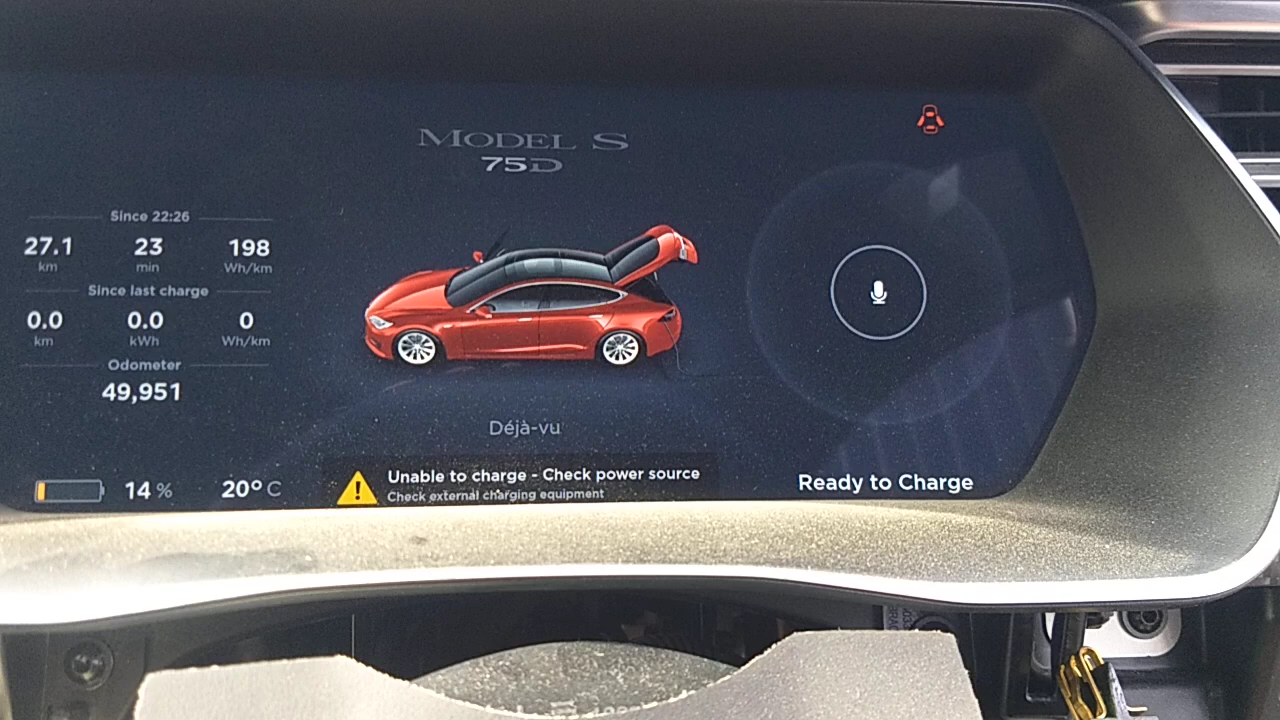 MODEL S
75D
Since 22:26
27.1 23 198
km min Wh/km
Since last charge
0.0 0.0 0
km kWh Wh/km
Odometer
49,951
Déjà-vu
14 % 20° C
Unable to charge - Check power source
Check external charging equipment
Ready to Charge